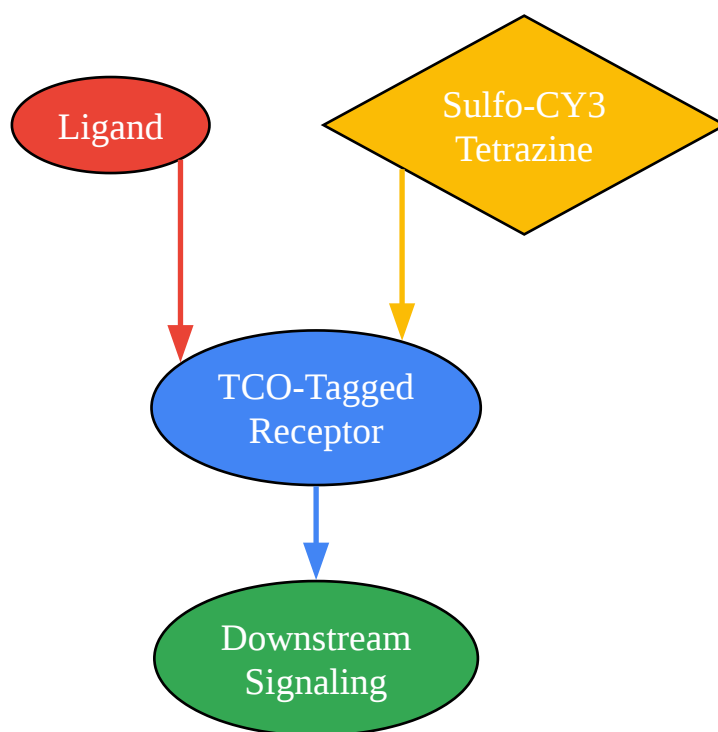 Ligand
Sulfo-CY3
Tetrazine
TCO-Tagged
Receptor
Downstream
Signaling